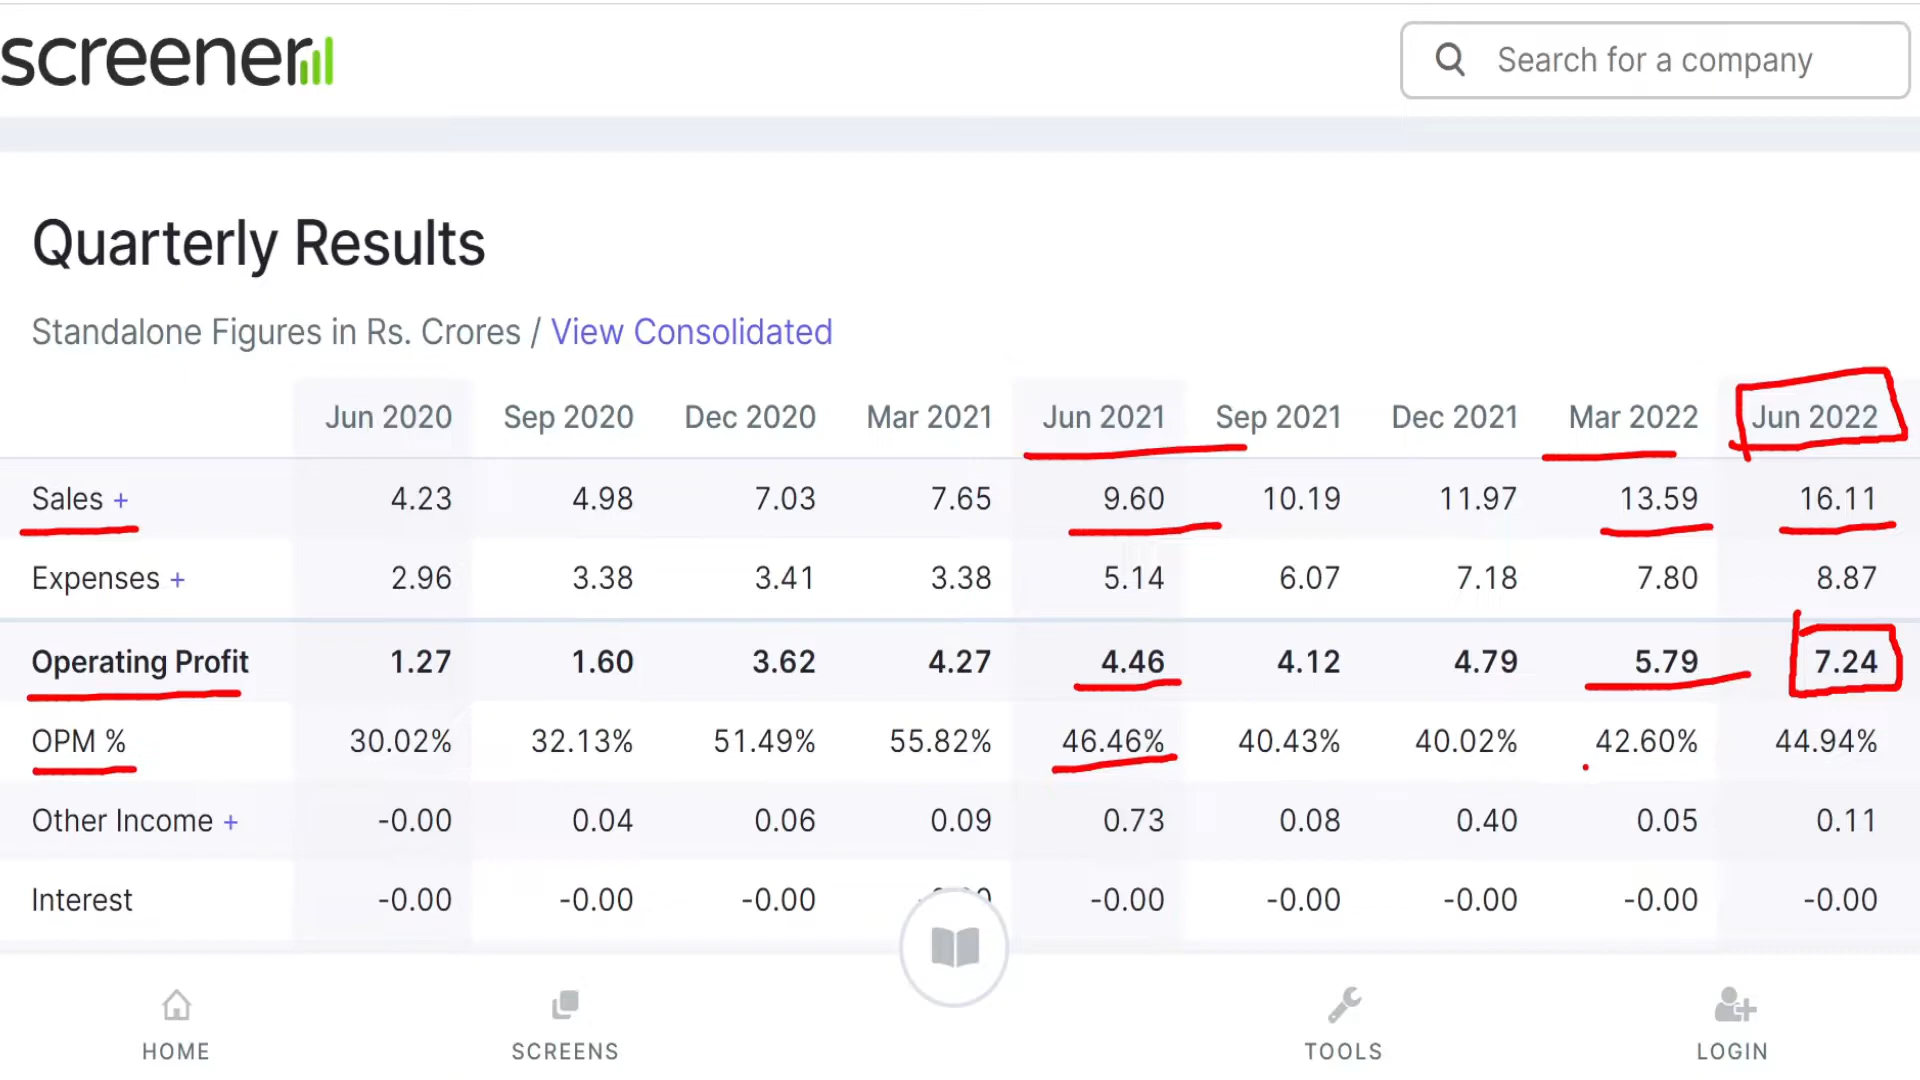 screener
Search for a company
Quarterly Results
Standalone Figures in Rs. Crores / View Consolidated
Jun 2020 Sep 2020 Dec 2020 Mar 2021 Jun 2021 Sep 2021 Dec 2021 Mar 2022 Jun 2022
Sales + 4.23 4.98 7.03 7.65 9.60 10.19 11.97 13.59 16.11
Expenses + 2.96 3.38 3.41 3.38 5.14 6.07 7.18 7.80 8.87
Operating Profit 1.27 1.60 3.62 4.27 4.46 4.12 4.79 5.79 7.24
OPM % 30.02% 32.13% 51.49% 55.82% 46.46% 40.43% 40.02% 42.60% 44.94%
Other Income + -0.00 0.04 0.06 0.09 0.73 0.08 0.40 0.05 0.11
Interest -0.00 -0.00 -0.00 -0.00 -0.00 -0.00 -0.00 -0.00
HOME SCREENS TOOLS LOGIN